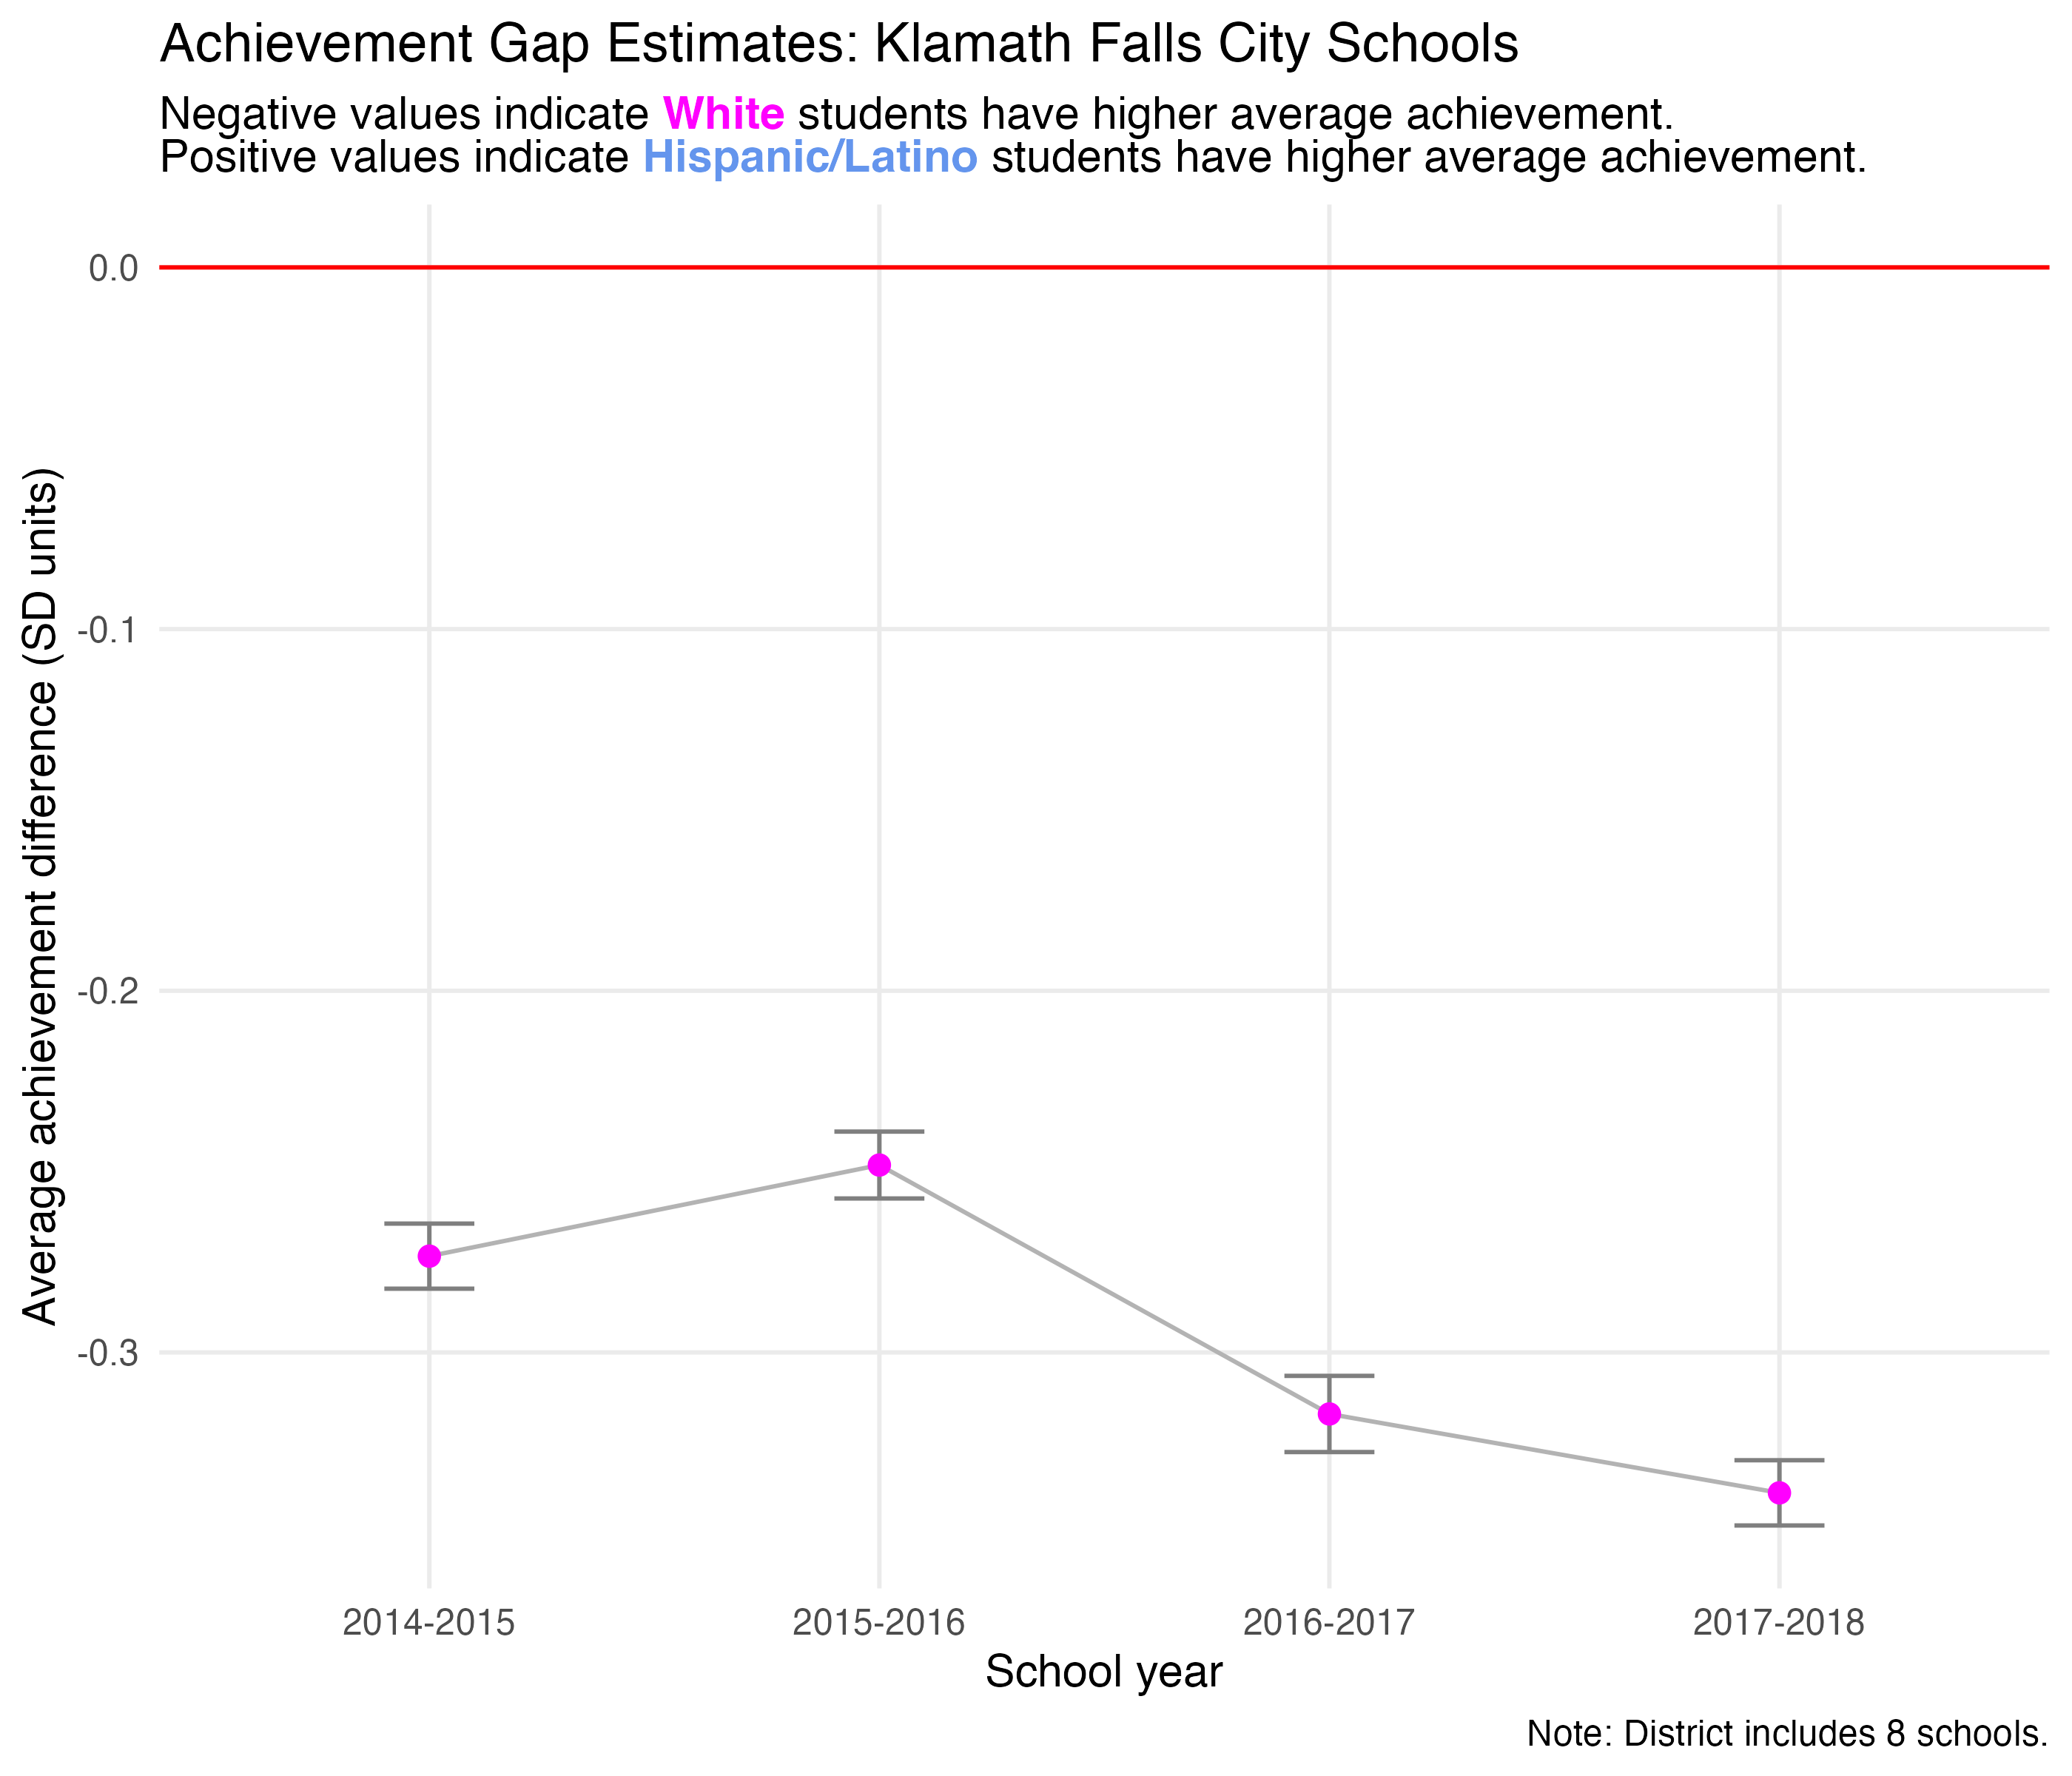 Achievement Gap Estimates: Klamath Falls City Schools
Negative values indicate White students have higher average achievement.
Positive values indicate Hispanic/Latino students have higher average achievement.
Average achievement difference (SD units)
0.0
-0.1
-0.2
-0.3
2014-2015
2015-2016
2016-2017
2017-2018
School year
Note: District includes 8 schools.